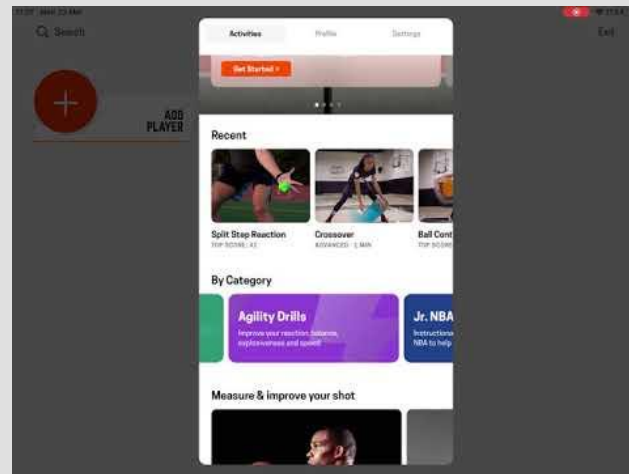 Search
Exit
ADD
PLAYER
Activities
Profile
Settings
Get Started >
Recent
Split Step Reaction
Crossover
ADVANCED · 1 MIN
Ball Cont
By Category
Agility Drills
Improve your reaction, balance,
explosiveness and speed!
Jr. NBA
Instructiona
NBA to help
Measure & improve your shot